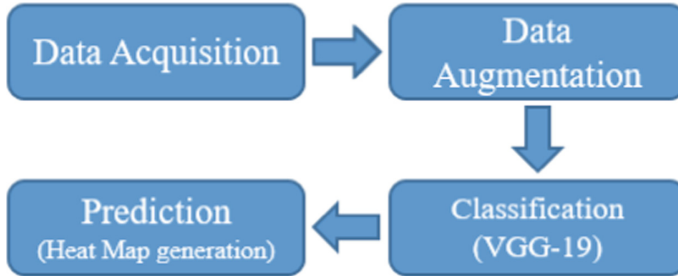 Data Acquisition
Data
Augmentation
Classification
(VGG-19)
Prediction
(Heat Map generation)